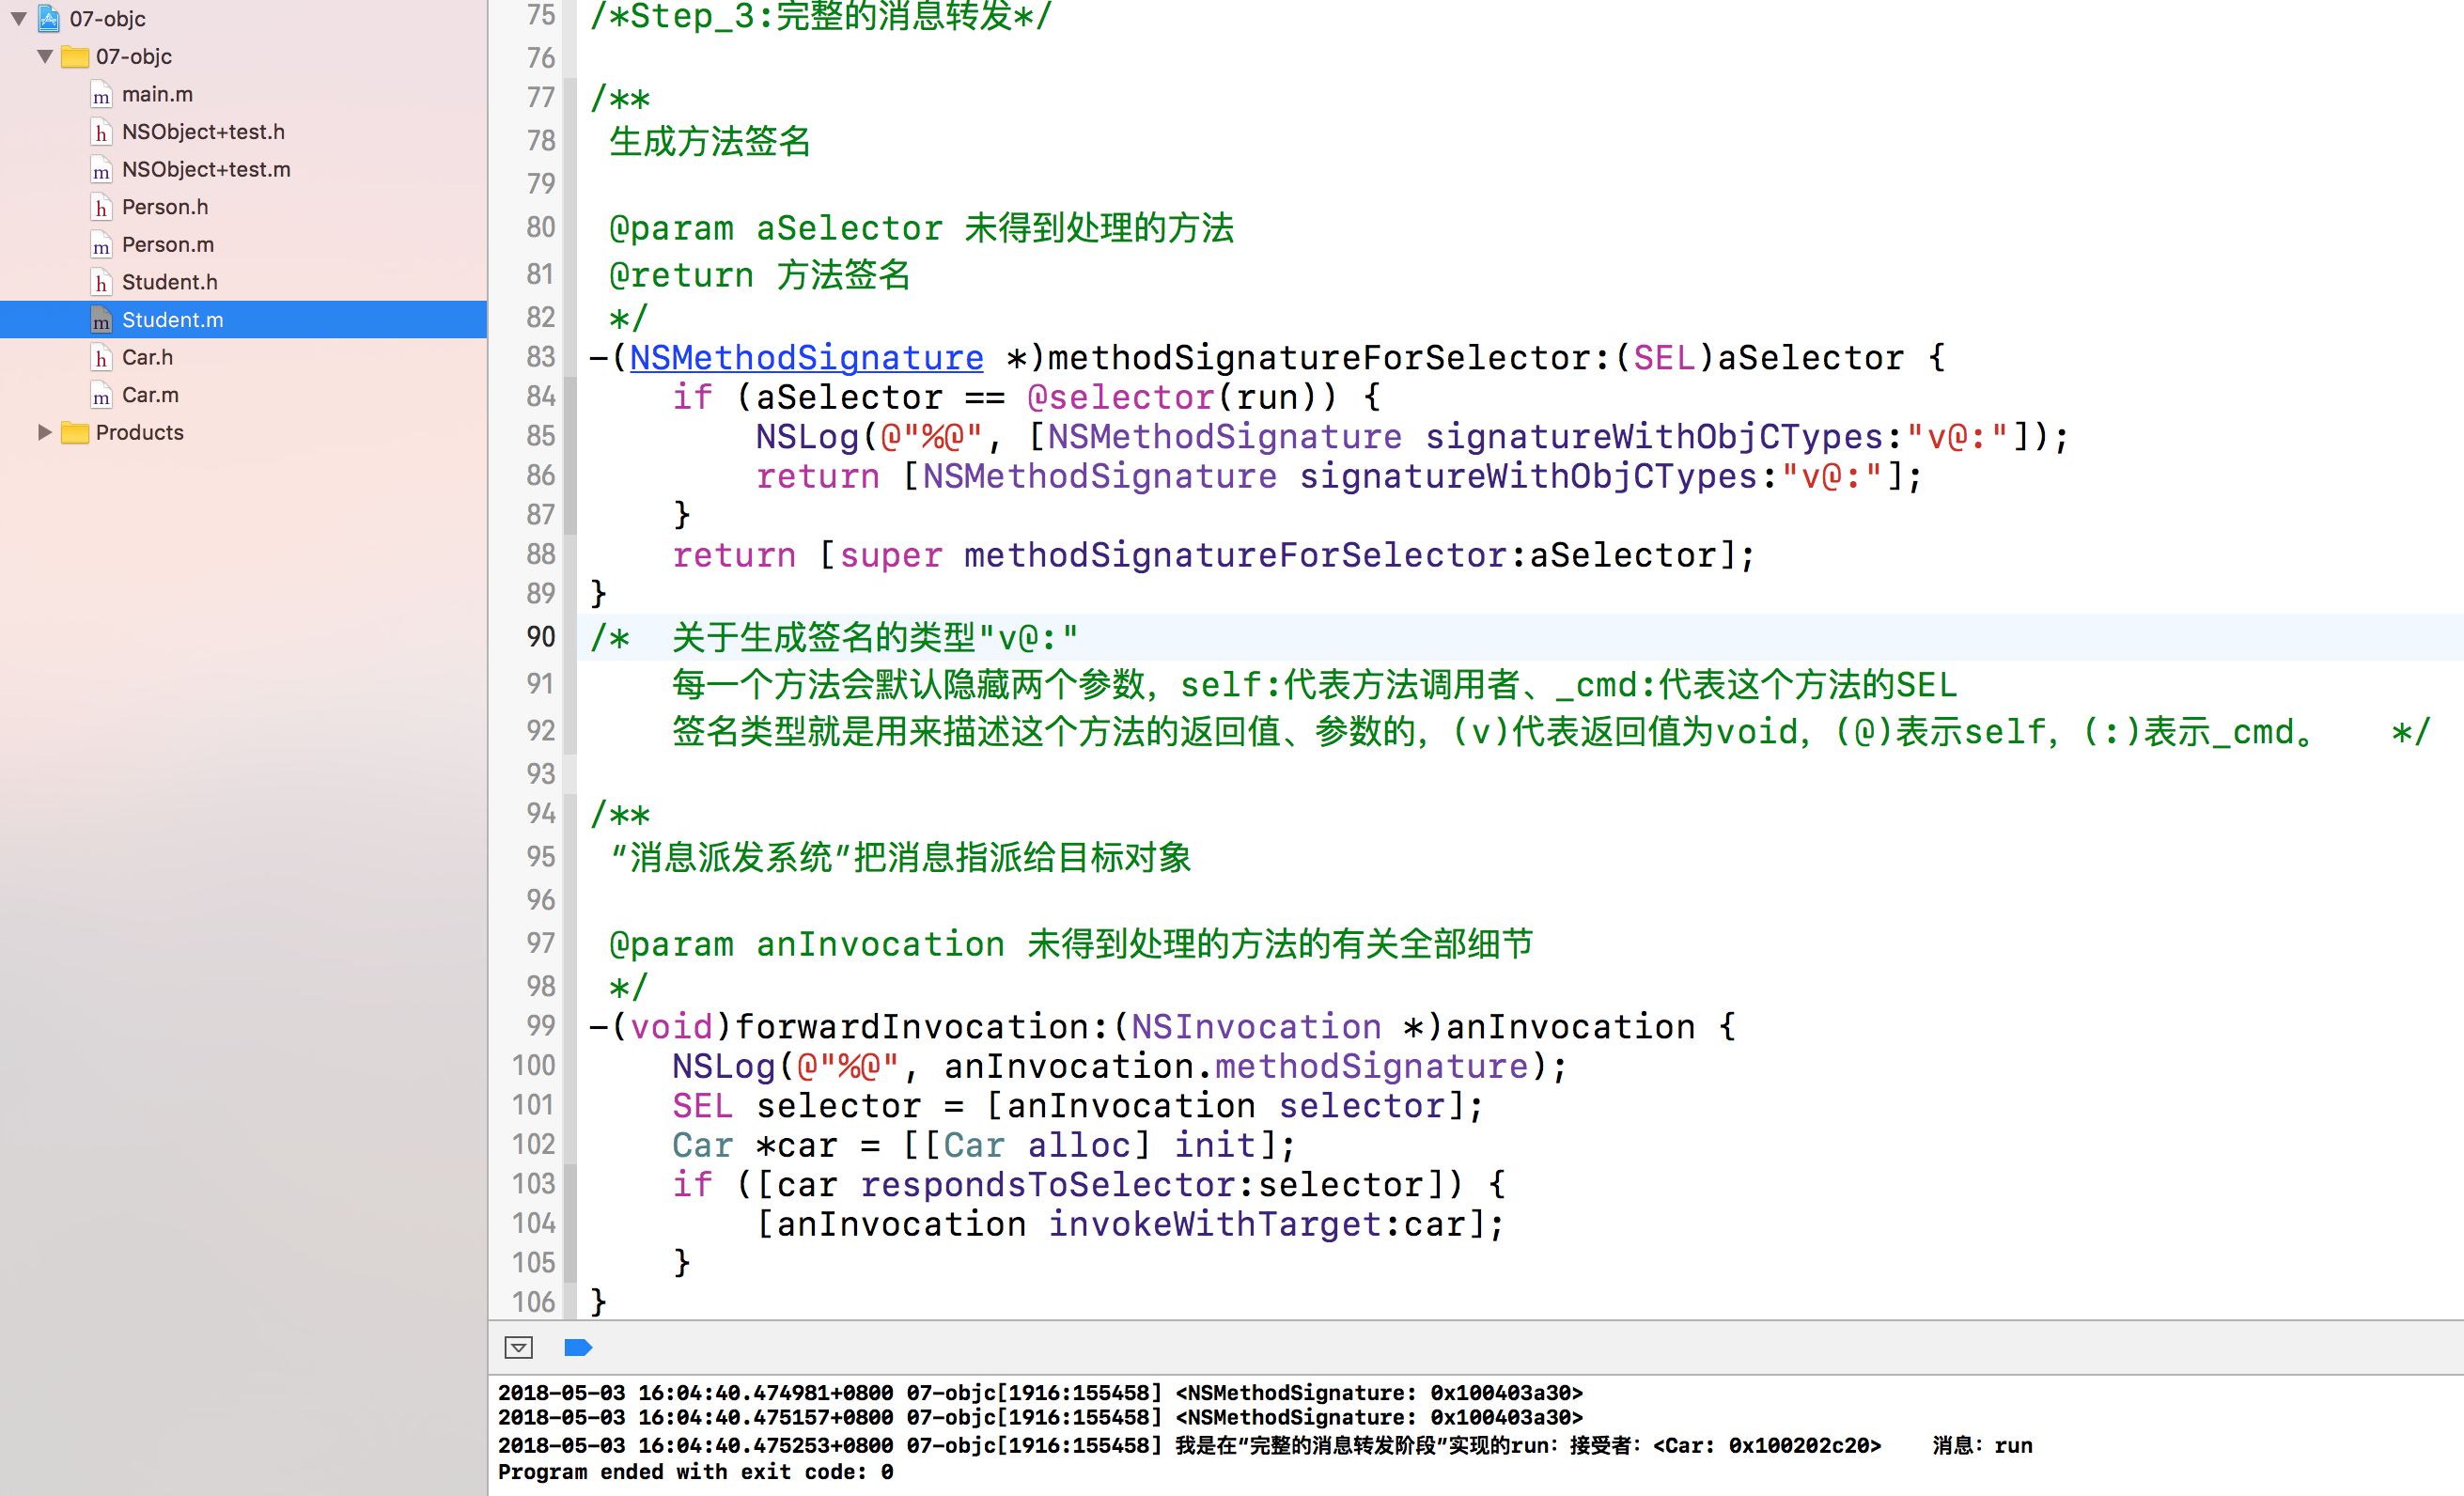 07-objc
07-objc
main.m
NSObject+test.h
NSObject+test.m
Person.h
Person.m
Student.h
Student.m
Car.h
Car.m
Products
75 /*Step_3:完整的消息转发*/
76
77 /**
78 生成方法签名
79
80 @param aSelector 未得到处理的方法
81 @return 方法签名
82 */
83 -(NSMethodSignature *)methodSignatureForSelector:(SEL)aSelector {
84 if (aSelector == @selector(run)) {
85 NSLog(@"%@", [NSMethodSignature signatureWithObjCTypes:"v@:"]);
86 return [NSMethodSignature signatureWithObjCTypes:"v@:"];
87 }
88 return [super methodSignatureForSelector:aSelector];
89 }
90 /* 关于生成签名的类型"v@:"
91 每一个方法会默认隐藏两个参数，self:代表方法调用者、_cmd:代表这个方法的SEL
92 签名类型就是用来描述这个方法的返回值、参数的，(v)代表返回值为void，(@)表示self，(:)表示_cmd。 */
93
94 /**
95 “消息派发系统”把消息指派给目标对象
96
97 @param anInvocation 未得到处理的方法的有关全部细节
98 */
99 -(void)forwardInvocation:(NSInvocation *)anInvocation {
100 NSLog(@"%@", anInvocation.methodSignature);
101 SEL selector = [anInvocation selector];
102 Car *car = [[Car alloc] init];
103 if ([car respondsToSelector:selector]) {
104 [anInvocation invokeWithTarget:car];
105 }
106 }
2018-05-03 16:04:40.474981+0800 07-objc[1916:155458] <NSMethodSignature: 0x100403a30>
2018-05-03 16:04:40.475157+0800 07-objc[1916:155458] <NSMethodSignature: 0x100403a30>
2018-05-03 16:04:40.475253+0800 07-objc[1916:155458] 我是在“完整的消息转发阶段”实现的run：接受者：<Car: 0x100202c20> 消息：run
Program ended with exit code: 0